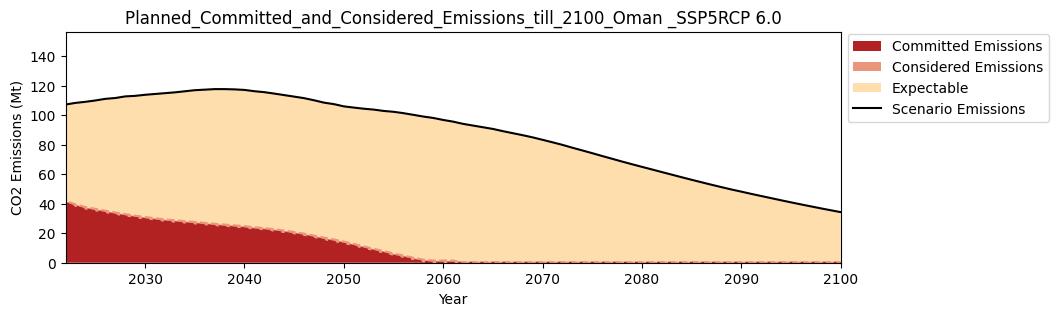 Planned_Committed_and_Considered_Emissions_till_2100_Oman _SSP5RCP 6.0
CO2 Emissions (Mt)
140
120
100
80
60
40
20
0
2030 2040 2050 2060 2070 2080 2090 2100
Year
Committed Emissions
Considered Emissions
Expectable
Scenario Emissions